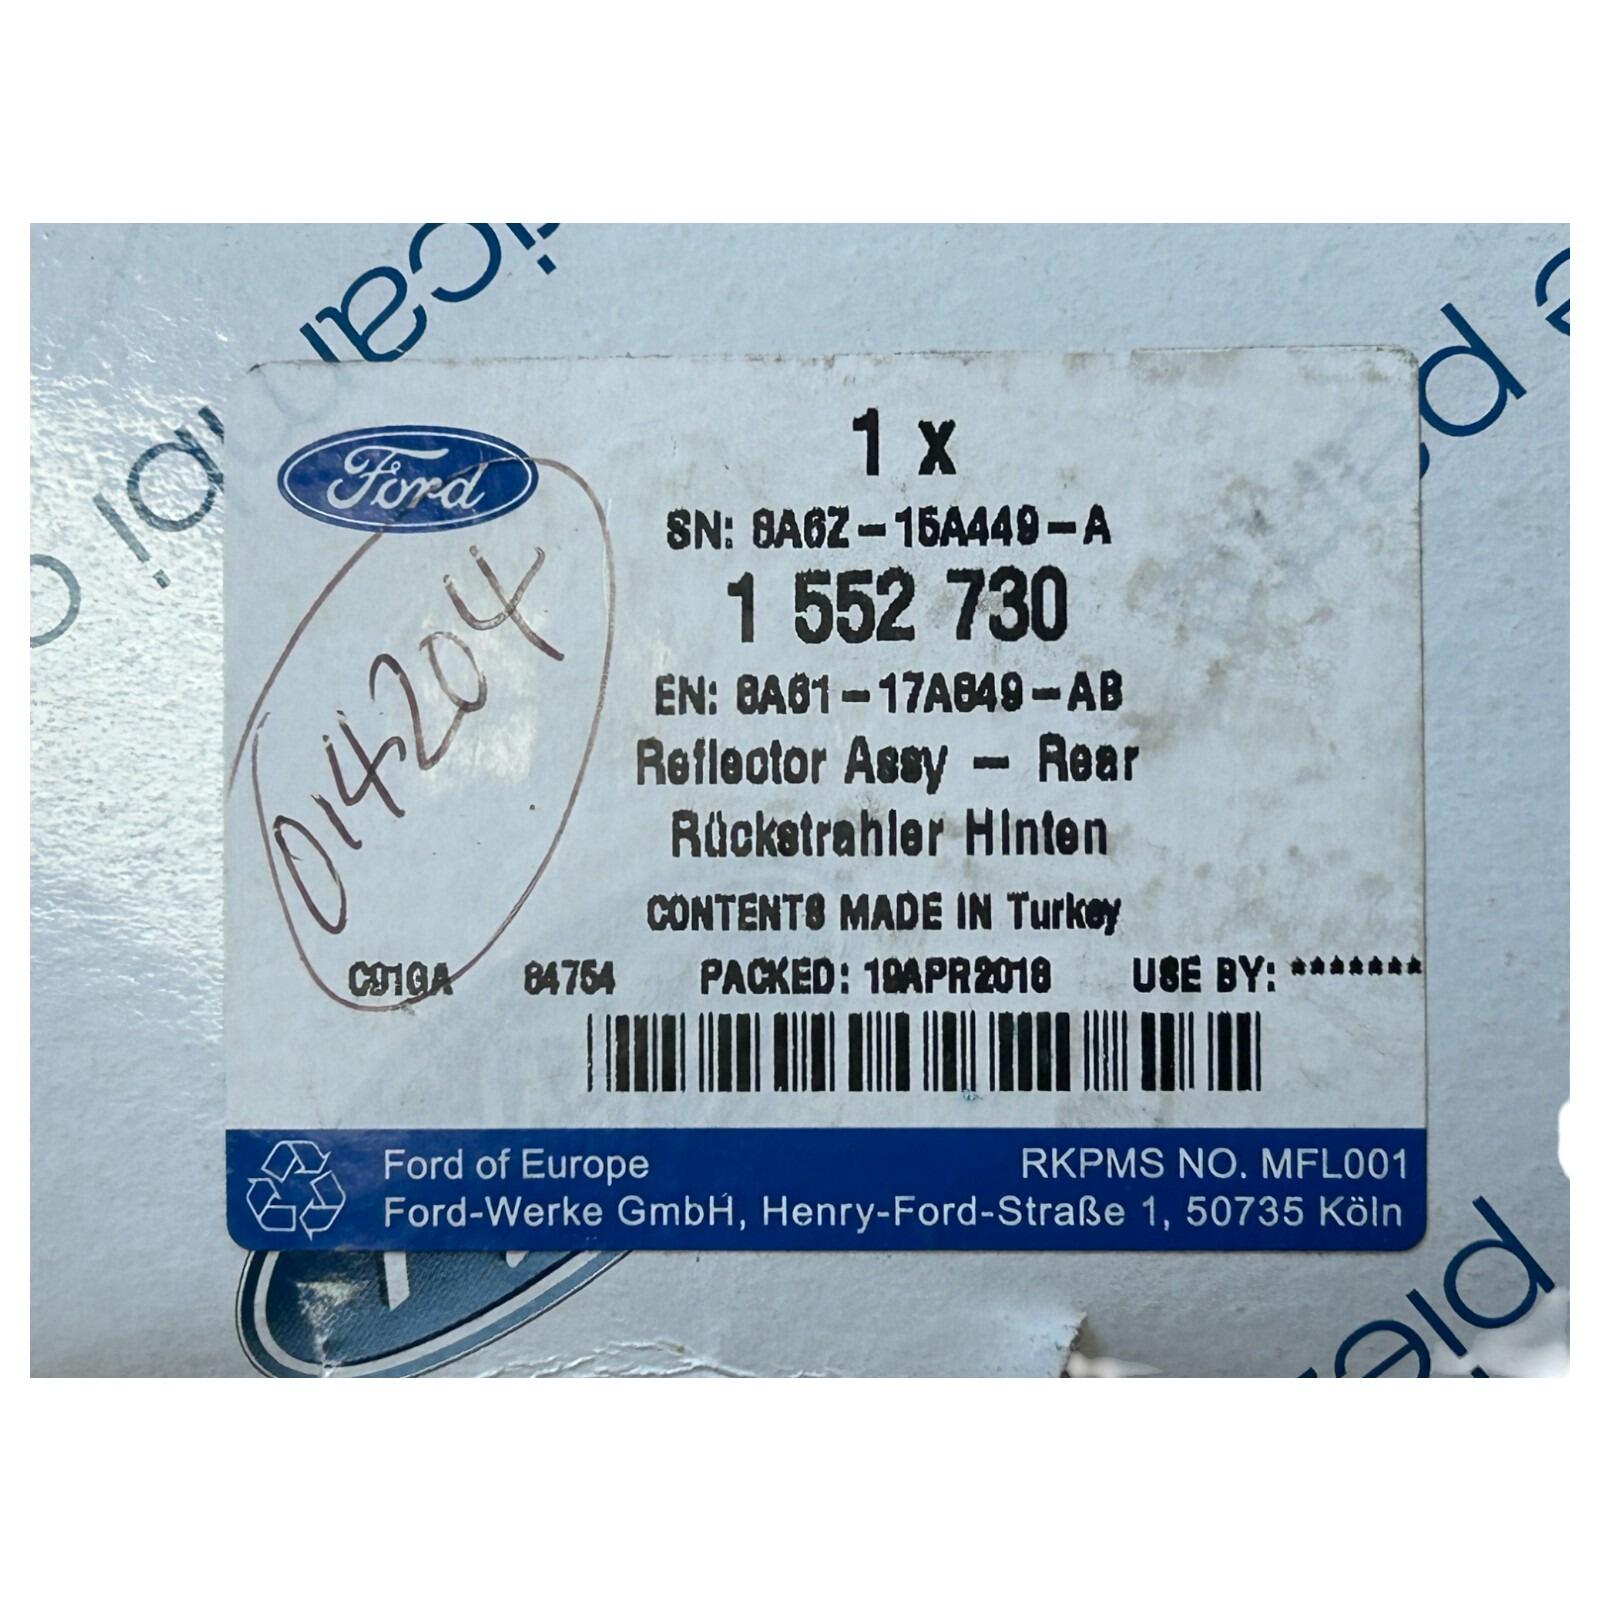 Ford
1 x
SN: 8A6Z-15A449-A
1 552 730
EN: 8A61-17A849-AB
Reflector Assy - Rear
Rückstrahler Hinten
CONTENTS MADE IN Turkey
C01GA 84754 PACKED: 19APR2018 USE BY: *******
014204
Ford of Europe
RKPMS NO. MFL001
Ford-Werke GmbH, Henry-Ford-Straße 1, 50735 Köln